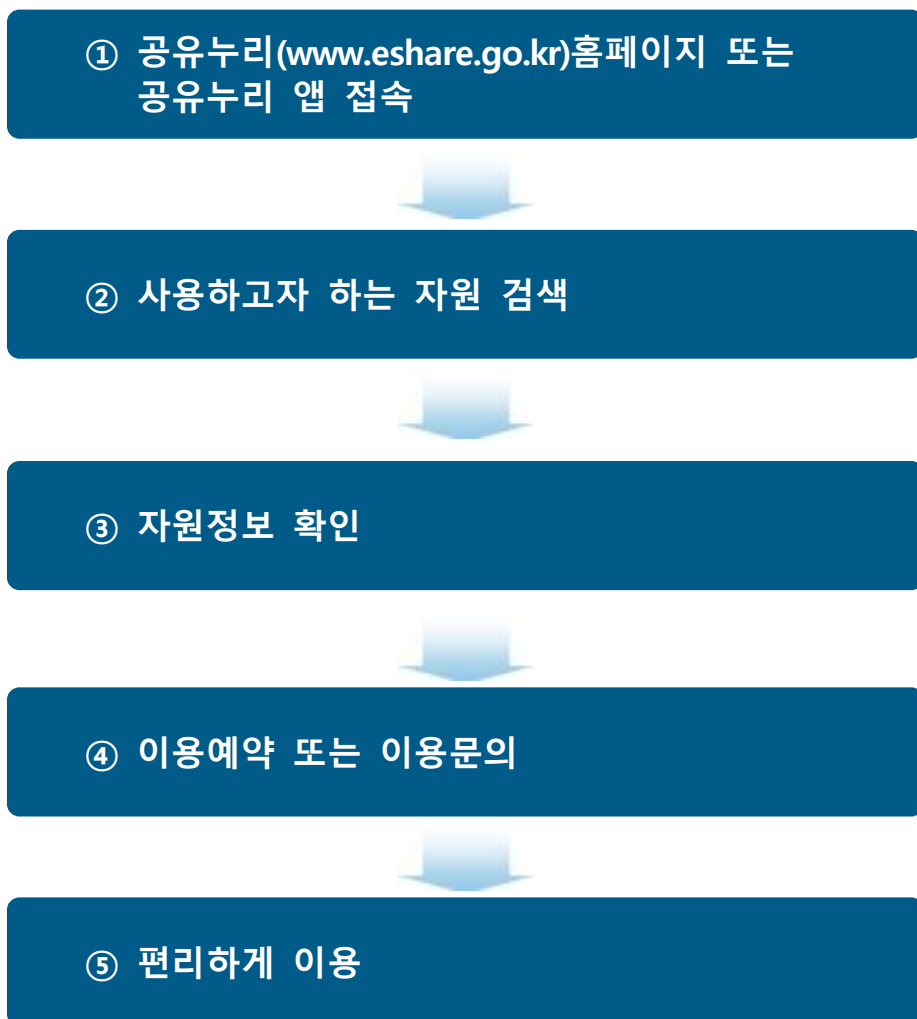 ① 공유누리(www.eshare.go.kr)홈페이지 또는
공유누리 앱 접속
② 사용하고자 하는 자원 검색
③ 자원정보 확인
④ 이용예약 또는 이용문의
⑤ 편리하게 이용